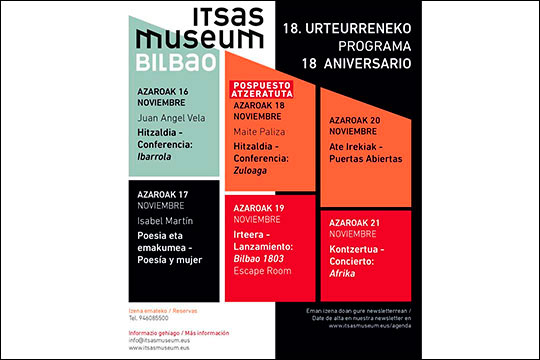 ITSAS
museum
BILBAO
18. URTEURRENEKO
PROGRAMA
18 ANIVERSARIO
AZAROAK 16
NOVIEMBRE
Juan Angel Vela
Hitzaldia -
Conferencia:
Ibarrola
POSPUESTO
ATZERATUTA
AZAROAK 18
NOVIEMBRE
Maite Paliza
Hitzaldia -
Conferencia:
Zuloaga
AZAROAK 20
NOVIEMBRE
Ate Irekiak -
Puertas Abiertas
AZAROAK 17
NOVIEMBRE
Isabel Martín
Poesia eta
emakumea -
Poesía y mujer
AZAROAK 19
NOVIEMBRE
Irteera -
Lanzamiento:
Bilbao 1803
Escape Room
AZAROAK 21
NOVIEMBRE
Kontzertua -
Concierto:
Afrika
Izena emateko / Reservas
Tel. 946085500
Informazio gehiago / Más información
info@itsasmuseum.eus
www.itsasmuseum.eus
Eman izena doan gure newsletterrean /
Date de alta en nuestra newsletter en
www.itsasmuseum.eus/agenda